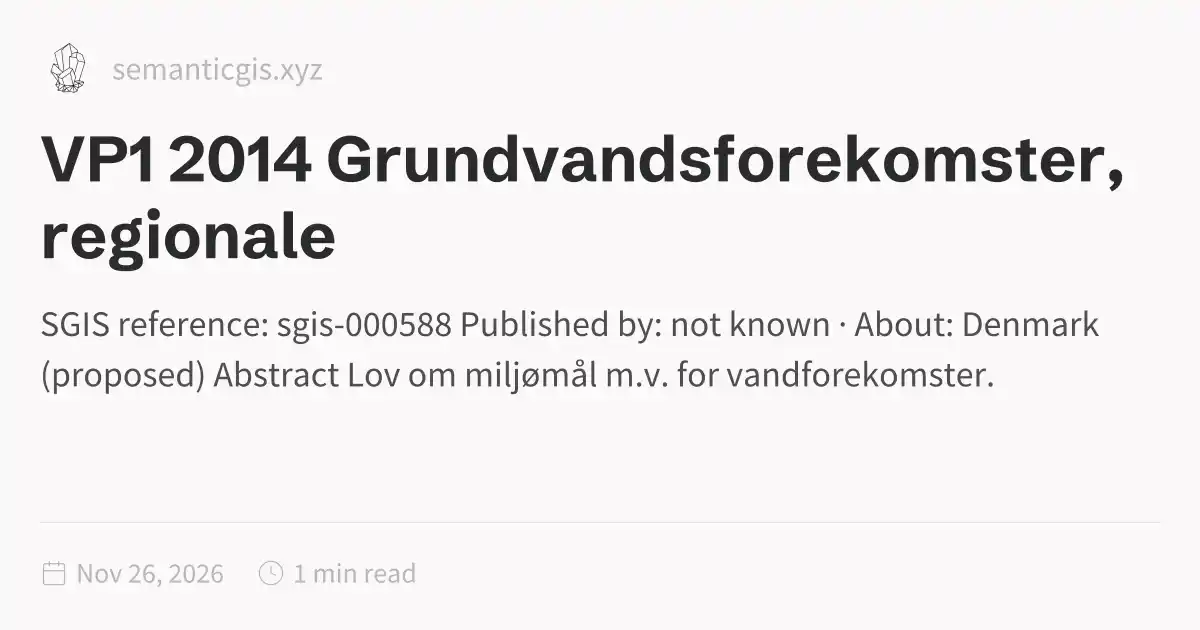 semanticgis.xyz
VP1 2014 Grundvandsforekomster,
regionale
SGIS reference: sgis-000588 Published by: not known · About: Denmark
(proposed) Abstract Lov om miljømål m.v. for vandforekomster.
Nov 26, 2026 1 min read